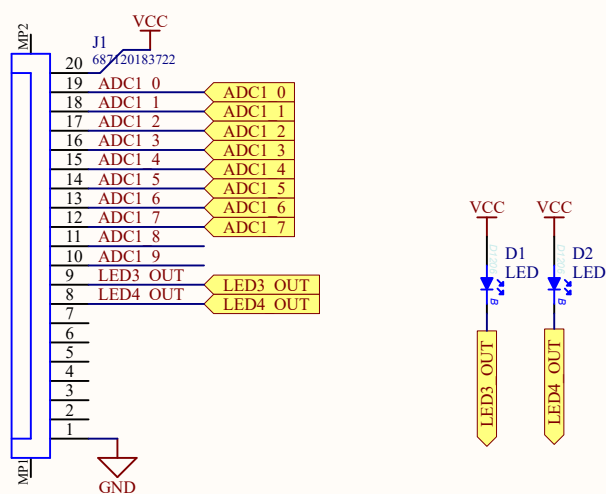 MP2
VCC
J1
687120183722
20
19 ADC1_0 ADC1_0
18 ADC1_1 ADC1_1
17 ADC1_2 ADC1_2
16 ADC1_3 ADC1_3
15 ADC1_4 ADC1_4
14 ADC1_5 ADC1_5
13 ADC1_6 ADC1_6
12 ADC1_7 ADC1_7
11 ADC1_8
10 ADC1_9
9 LED3_OUT LED3_OUT
8 LED4_OUT LED4_OUT
7
6
5
4
3
2
1
MP1
GND
VCC VCC
D1206 D1 D1206 D2
LED LED
B B
LED3_OUT LED4_OUT